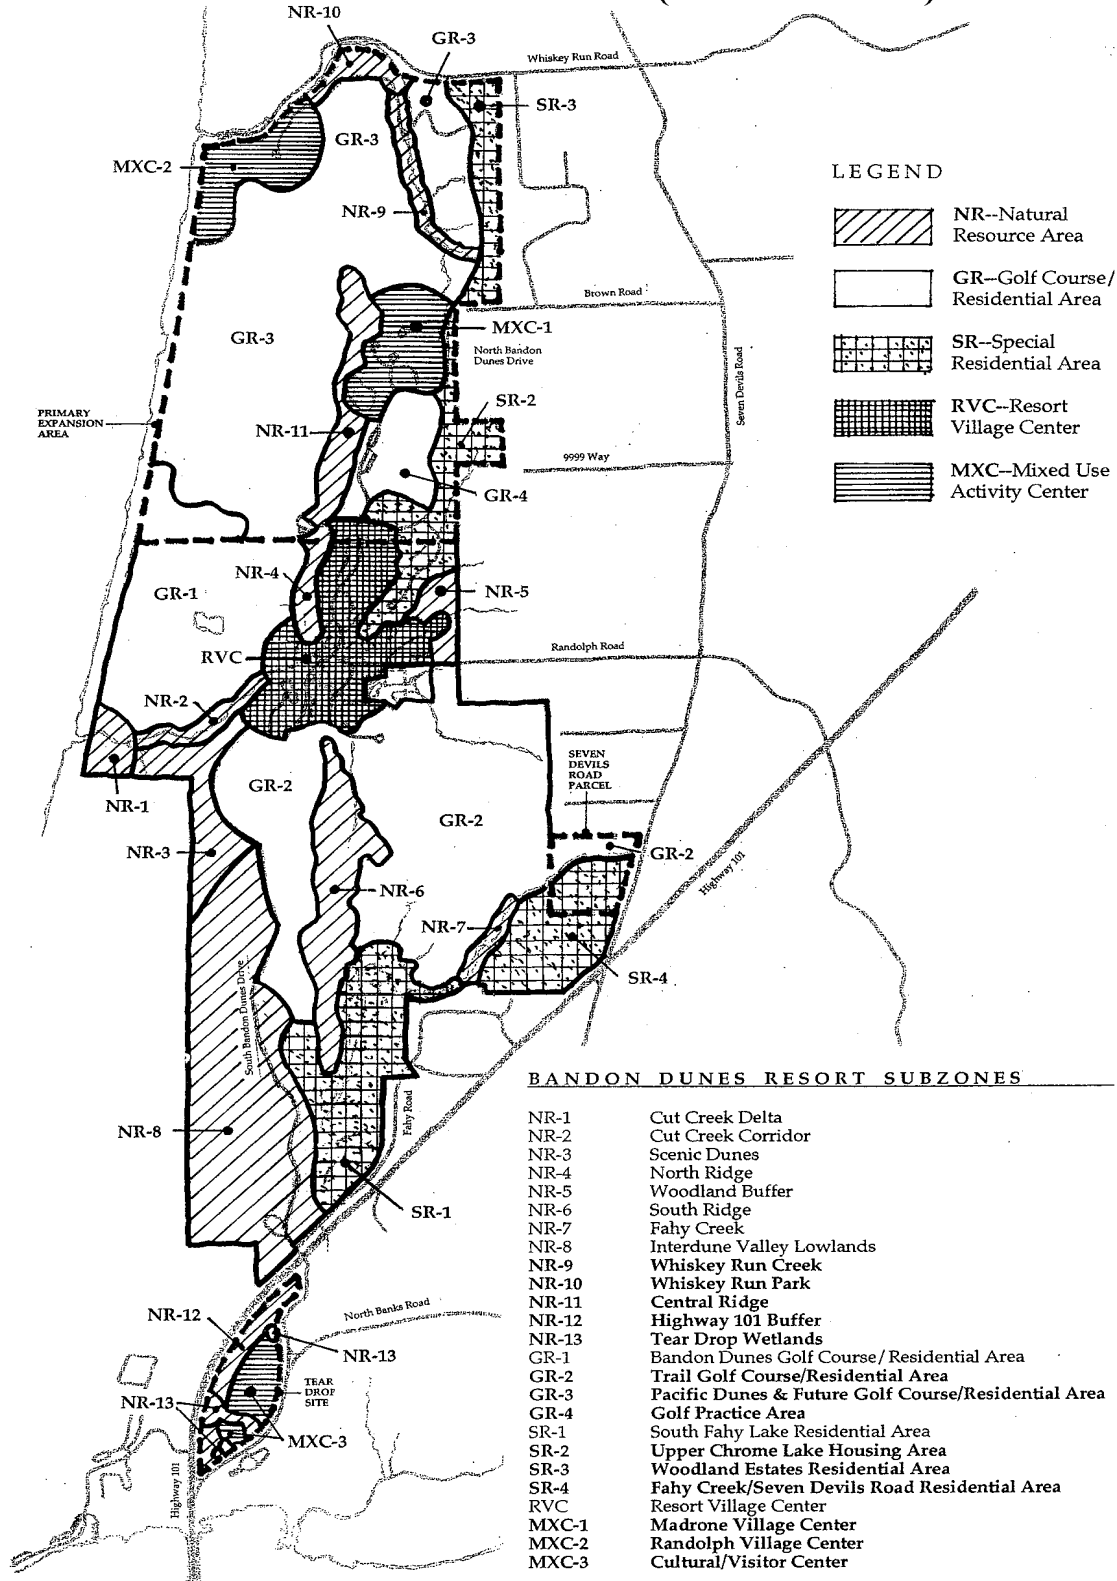 NR-10
GR-3
Whiskey Run Road
SR-3
GR-3
MXC-2
LEGEND
NR--Natural
Resource Area
NR-9
GR--Golf Course/
Residential Area
Brown Road
GR-3
MXC-1
North Bandon
Dunes Drive
SR--Special
Residential Area
Seven Devils Road
SR-2
PRIMARY
EXPANSION
AREA
RVC--Resort
Village Center
NR-11
9999 Way
MXC--Mixed Use
Activity Center
GR-4
NR-4
GR-1
NR-5
RVC
Randolph Road
NR-2
SEVEN
DEVILS
ROAD
PARCEL
GR-2
NR-1
GR-2
NR-3
GR-2
Highway 101
NR-6
NR-7
SR-4
South Bandon Dunes Drive
BANDON DUNES RESORT SUBZONES
Fahy Road
NR-8
SR-1
NR-1 Cut Creek Delta
NR-2 Cut Creek Corridor
NR-3 Scenic Dunes
NR-4 North Ridge
NR-5 Woodland Buffer
NR-6 South Ridge
NR-7 Fahy Creek
NR-8 Interdune Valley Lowlands
NR-9 Whiskey Run Creek
NR-10 Whiskey Run Park
NR-11 Central Ridge
NR-12 Highway 101 Buffer
NR-13 Tear Drop Wetlands
GR-1 Bandon Dunes Golf Course/Residential Area
GR-2 Trail Golf Course/Residential Area
GR-3 Pacific Dunes & Future Golf Course/Residential Area
GR-4 Golf Practice Area
SR-1 South Fahy Lake Residential Area
SR-2 Upper Chrome Lake Housing Area
SR-3 Woodland Estates Residential Area
SR-4 Fahy Creek/Seven Devils Road Residential Area
RVC Resort Village Center
MXC-1 Madrone Village Center
MXC-2 Randolph Village Center
MXC-3 Cultural/Visitor Center
NR-12
North Banks Road
NR-13
TEAR
DROP
SITE
NR-13
MXC-3
Highway 101